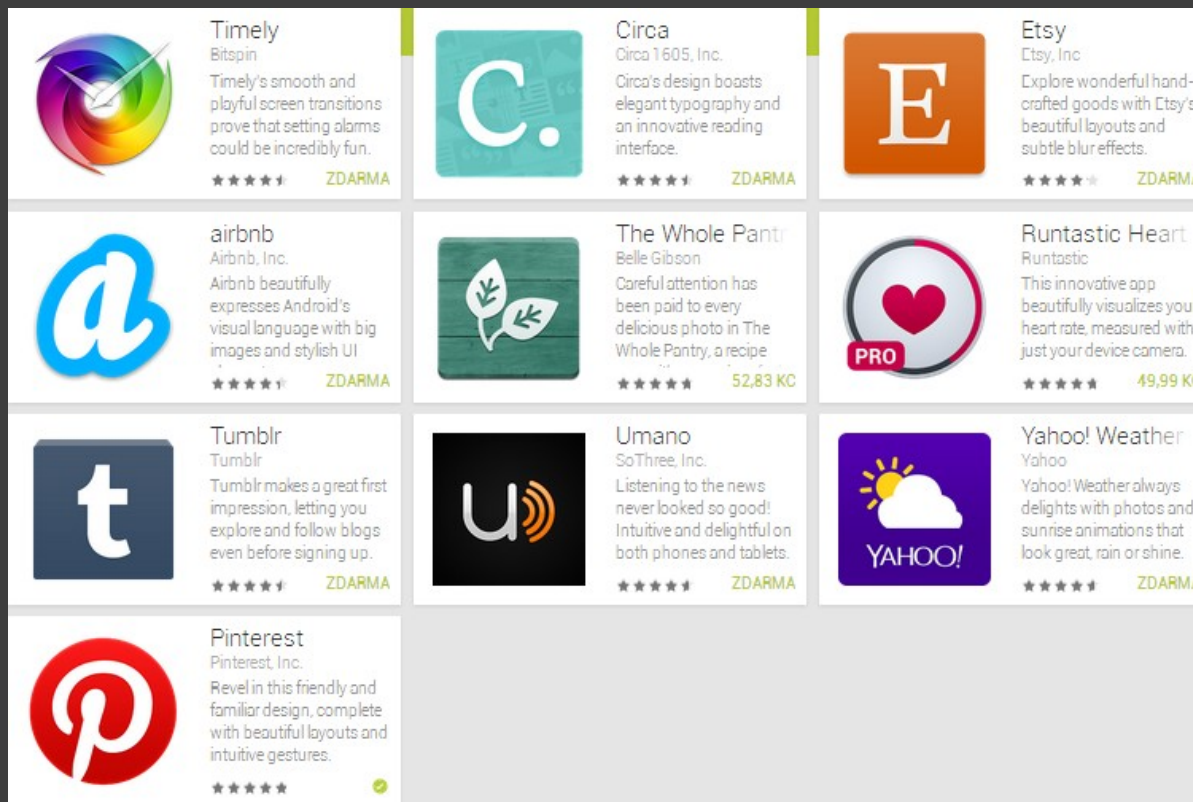 Timely
Bitspin
Timely's smooth and
playful screen transitions
prove that setting alarms
could be incredibly fun.
ZDARMA
C.
Circa
Circa 1605, Inc.
Circa's design boasts
elegant typography and
an innovative reading
interface.
ZDARMA
E
Etsy
Etsy, Inc
Explore wonderful hand-
crafted goods with Etsy's
beautiful layouts and
subtle blur effects.
ZDARMA
a
airbnb
Airbnb, Inc.
Airbnb beautifully
expresses Android's
visual language with big
images and stylish UI
ZDARMA
The Whole Pantr
Belle Gibson
Careful attention has
been paid to every
delicious photo in The
Whole Pantry, a recipe
52,83 KC
PRO
Runtastic Heart
Runtastic
This innovative app
beautifully visualizes you
heart rate, measured with
just your device camera.
49,99 KC
t
Tumblr
Tumblr
Tumblr makes a great first
impression, letting you
explore and follow blogs
even before signing up.
ZDARMA
u
Umano
SoThree, Inc.
Listening to the news
never looked so good!
Intuitive and delightful on
both phones and tablets.
ZDARMA
YAHOO!
Yahoo! Weather
Yahoo
Yahoo! Weather always
delights with photos and
sunrise animations that
look great, rain or shine.
ZDARMA
p
Pinterest
Pinterest, Inc.
Revel in this friendly and
familiar design, complete
with beautiful layouts and
intuitive gestures.